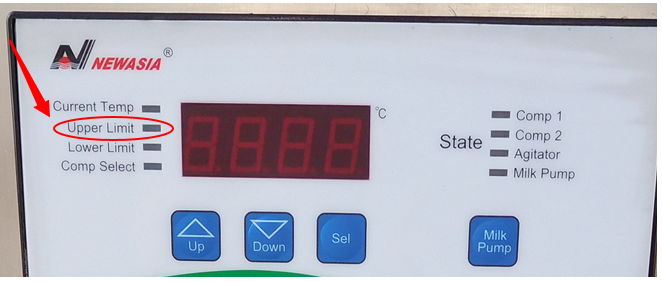 NEWASIA®
Current Temp
Upper Limit
Lower Limit
Comp Select
8.8.8.8
°C
State
Comp 1
Comp 2
Agitator
Milk Pump
Up
Down
Sel
Milk
Pump